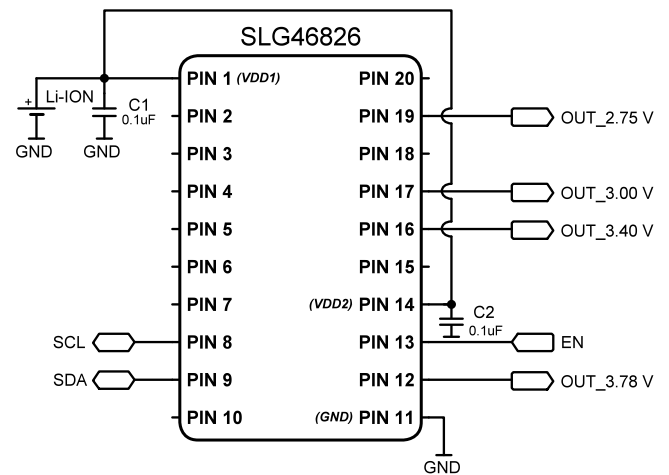 SLG46826
PIN 1 (VDD1) PIN 20
Li-ION C1
0.1uF
PIN 2 PIN 19 OUT_2.75 V
GND GND
PIN 3 PIN 18
PIN 4 PIN 17 OUT_3.00 V
PIN 5 PIN 16 OUT_3.40 V
PIN 6 PIN 15
PIN 7 (VDD2) PIN 14
C2
0.1uF
SCL PIN 8 PIN 13 EN
SDA PIN 9 PIN 12 OUT_3.78 V
PIN 10 (GND) PIN 11
GND